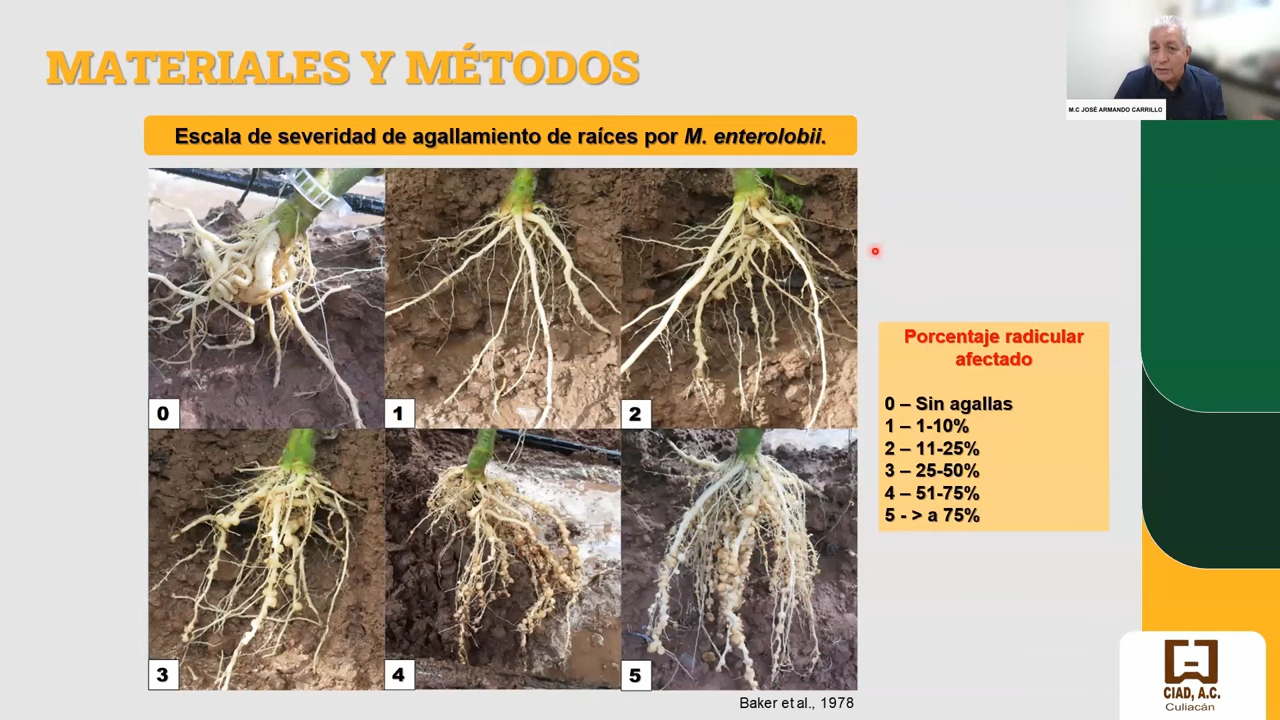 MATERIALES Y MÉTODOS
M.C JOSÉ ARMANDO CARRILLO
Escala de severidad de agallamiento de raíces por M. enterolobii.
0
1
2
3
4
5
Porcentaje radicular
afectado
0 – Sin agallas
1 – 1-10%
2 – 11-25%
3 – 25-50%
4 – 51-75%
5 - > a 75%
Baker et al., 1978
CIAD, A.C.
Culiacán